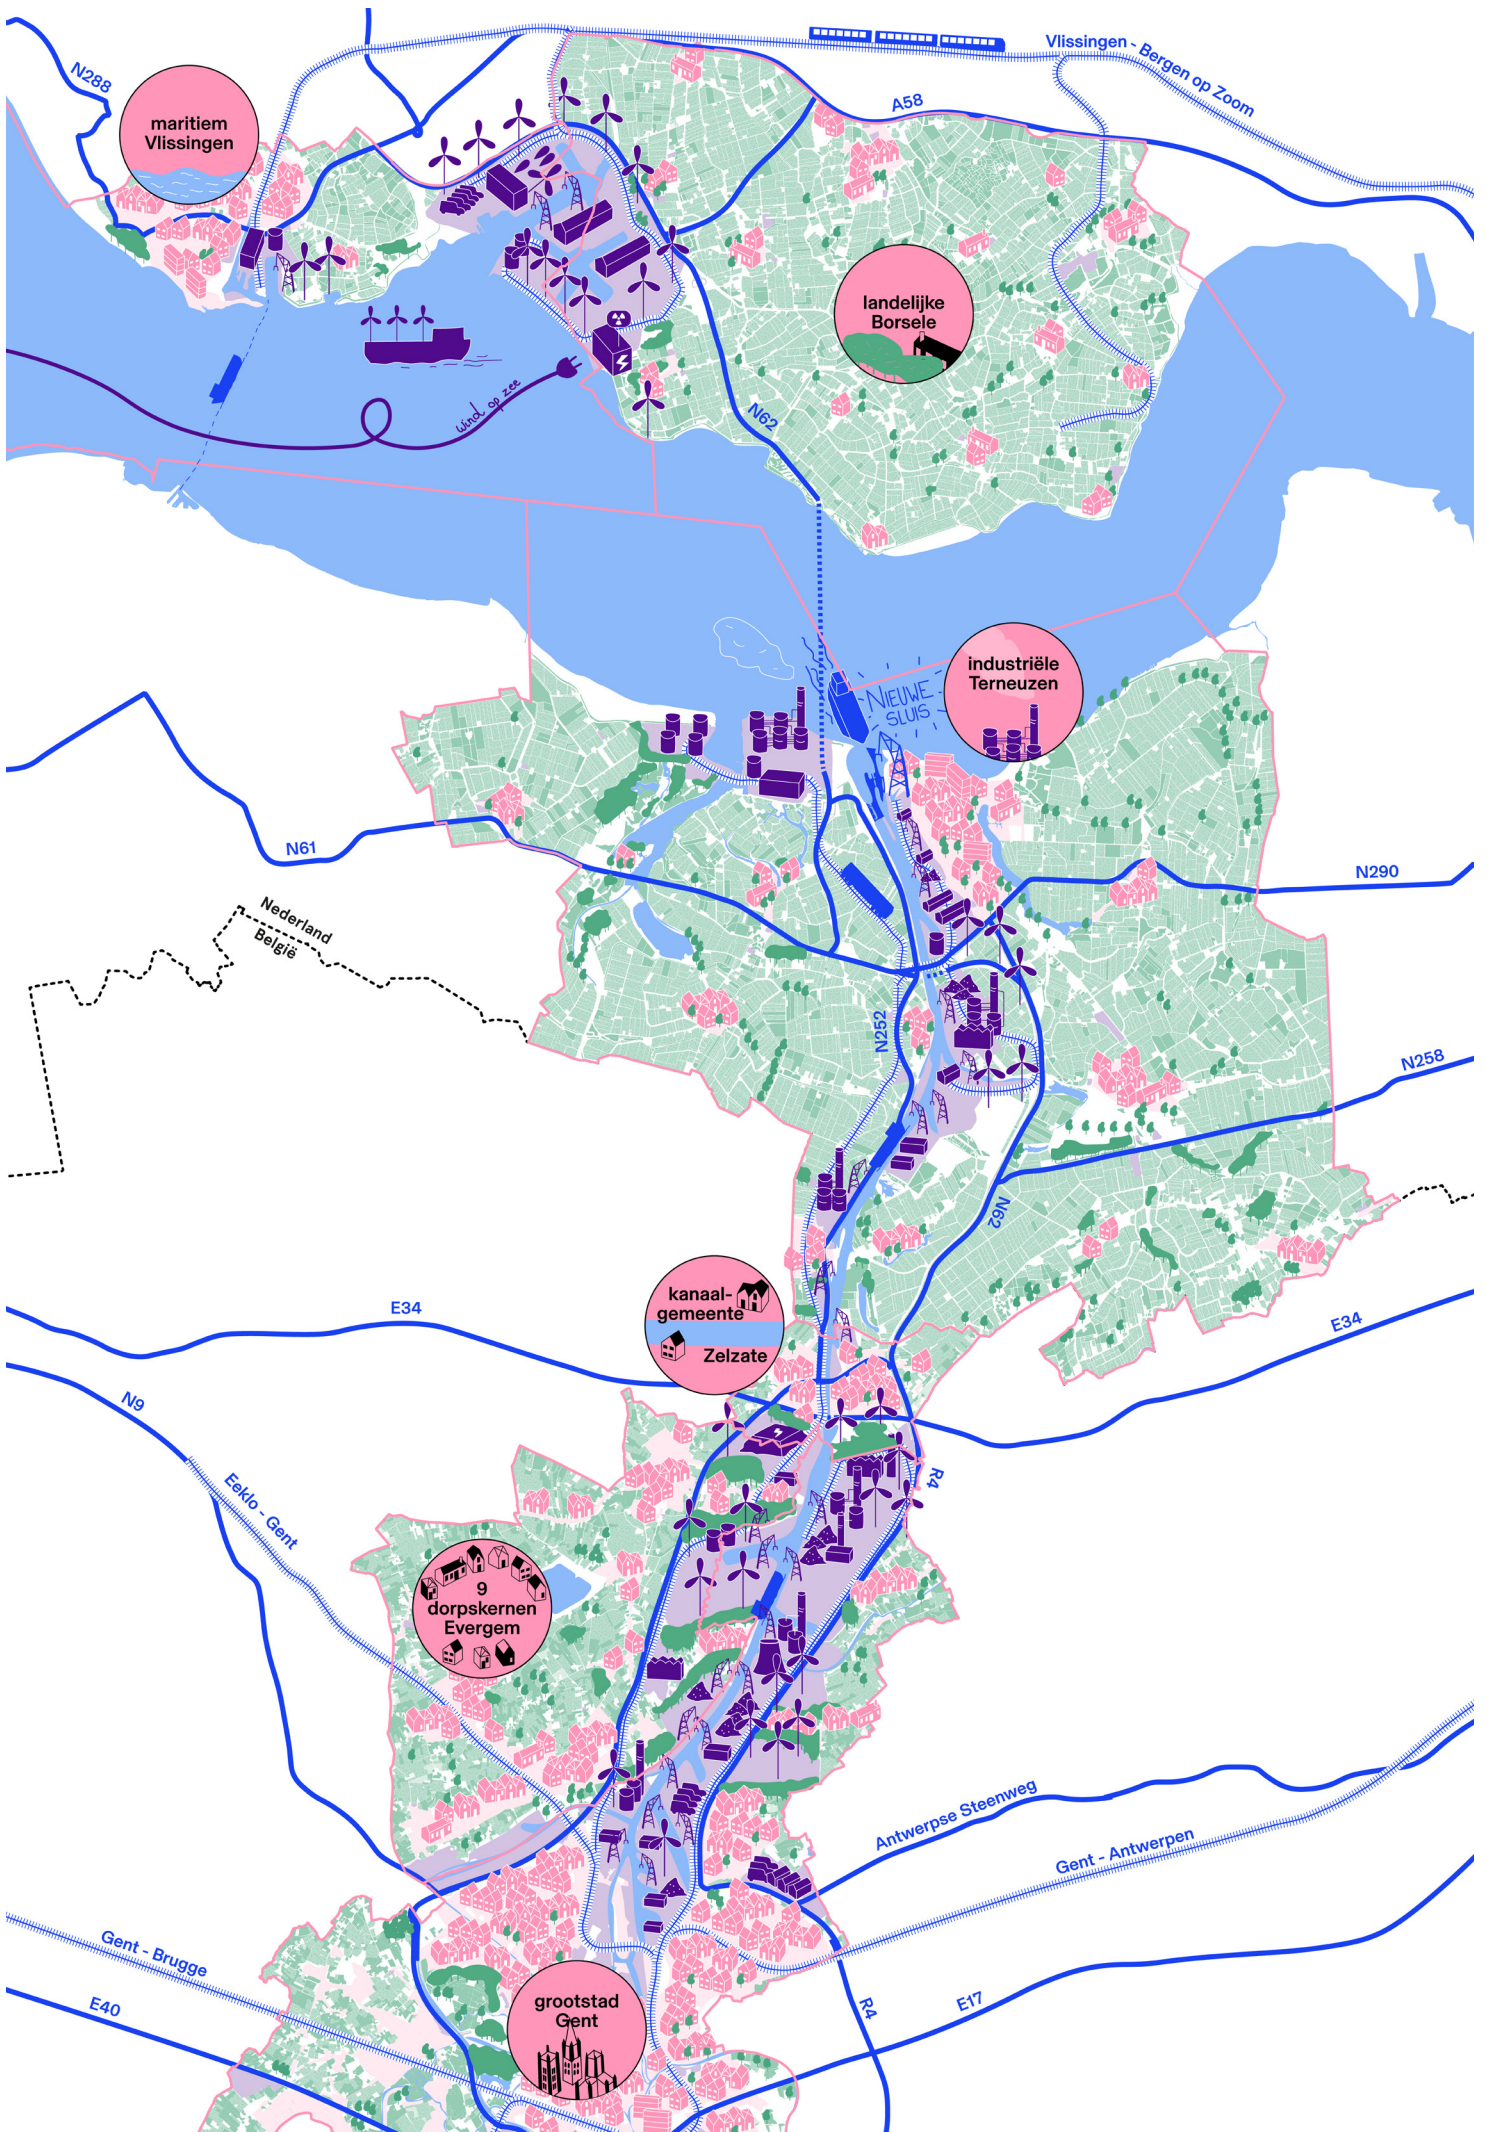 Vlissingen - Bergen op Zoom
N288
A58
maritiem
Vlissingen
landelijke
Borsele
wind op zee
N62
industriële
Terneuzen
NIEUWE
SLUIS
N61
N290
Nederland
België
N252
N258
N62
kanaal-
gemeente
Zelzate
E34
E34
N9
R4
Eeklo - Gent
9
dorpskernen
Evergem
Antwerpse Steenweg
Gent - Antwerpen
Gent - Brugge
E40
grootstad
Gent
R4
E17